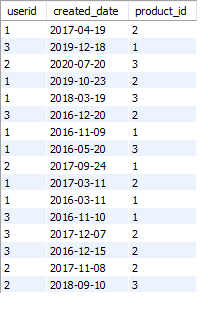 userid created_date product_id
1 2017-04-19 2
3 2019-12-18 1
2 2020-07-20 3
1 2019-10-23 2
1 2018-03-19 3
3 2016-12-20 2
1 2016-11-09 1
1 2016-05-20 3
2 2017-09-24 1
1 2017-03-11 2
1 2016-03-11 1
3 2016-11-10 1
3 2017-12-07 2
3 2016-12-15 2
2 2017-11-08 2
2 2018-09-10 3